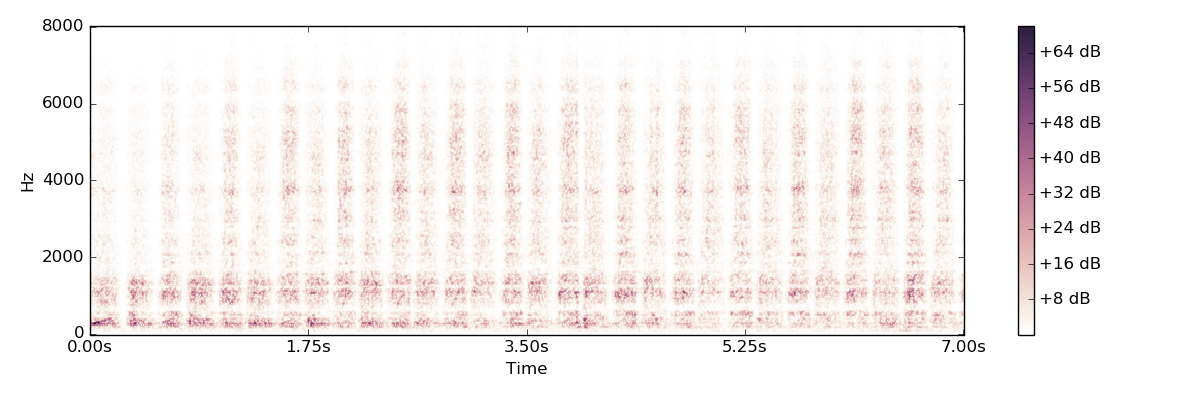 8000
6000
4000
2000
0
Hz
0.00s 1.75s 3.50s 5.25s 7.00s
Time
+64 dB
+56 dB
+48 dB
+40 dB
+32 dB
+24 dB
+16 dB
+8 dB